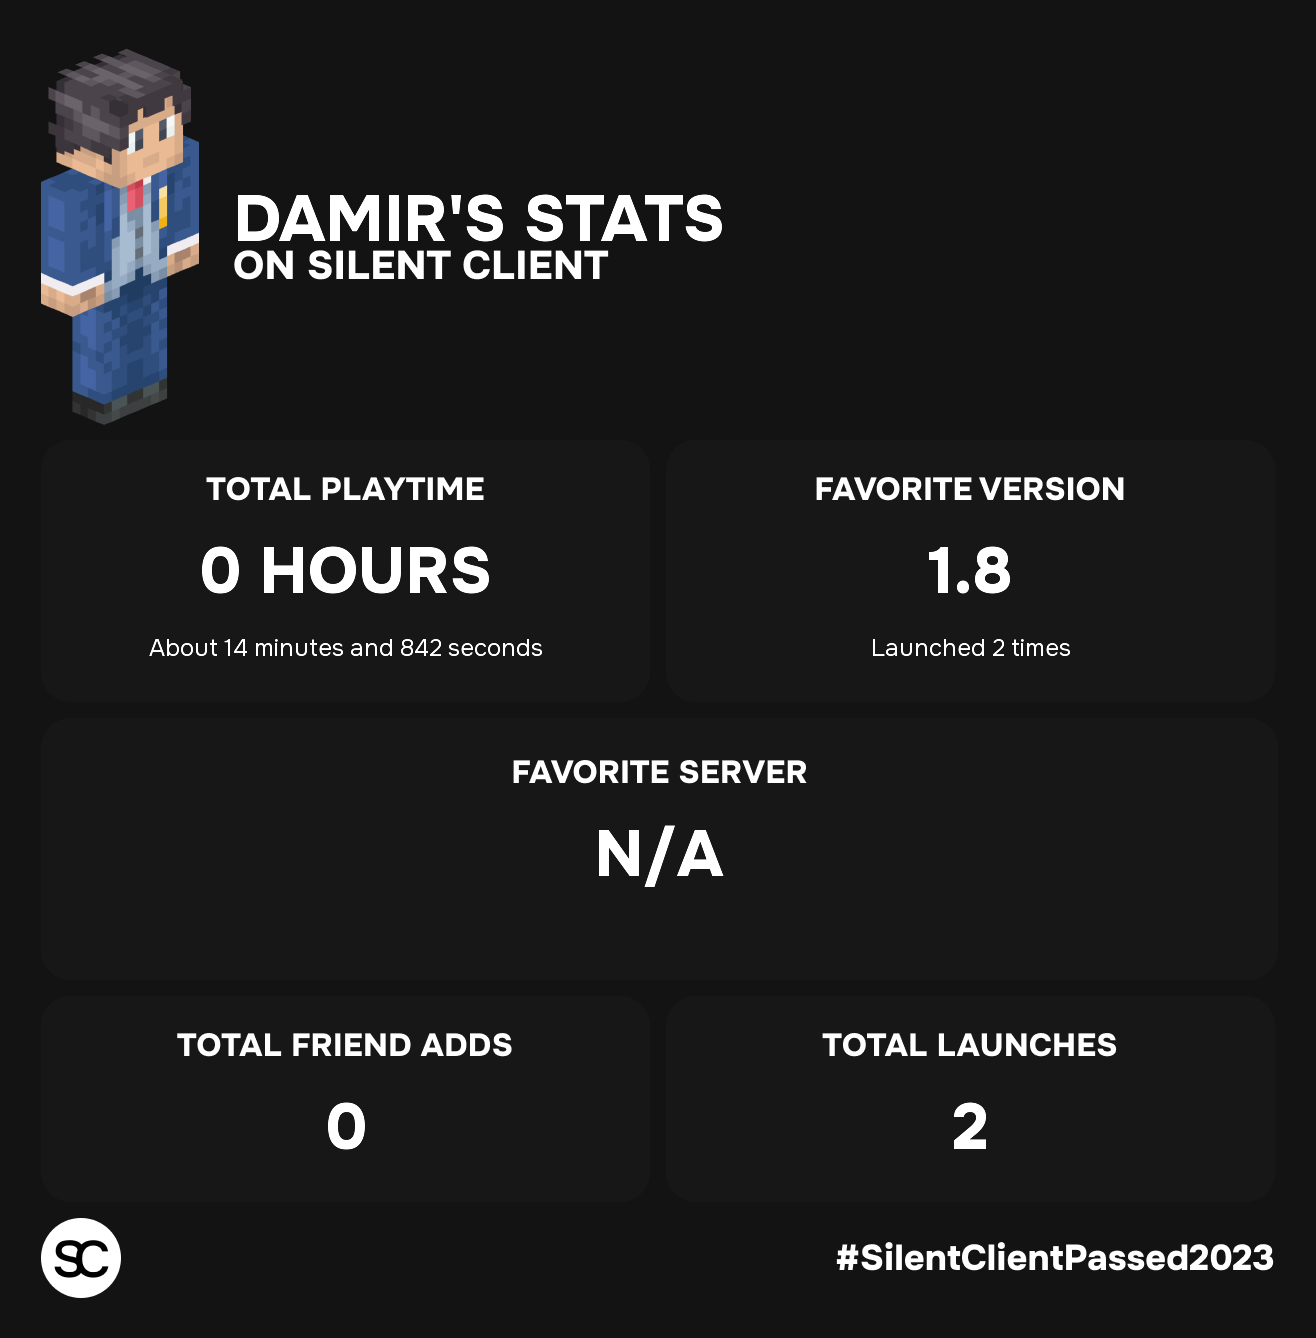 DAMIR'S STATS
ON SILENT CLIENT
TOTAL PLAYTIME
0 HOURS
About 14 minutes and 842 seconds
FAVORITE VERSION
1.8
Launched 2 times
FAVORITE SERVER
N/A
TOTAL FRIEND ADDS
0
TOTAL LAUNCHES
2
SC
#SilentClientPassed2023